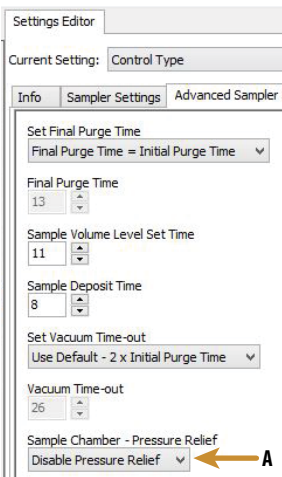 Settings Editor
Current Setting: Control Type
Info Sampler Settings Advanced Sampler
Set Final Purge Time
Final Purge Time = Initial Purge Time
Final Purge Time
13
Sample Volume Level Set Time
11
Sample Deposit Time
8
Set Vacuum Time-out
Use Default - 2 x Initial Purge Time
Vacuum Time-out
26
Sample Chamber - Pressure Relief
Disable Pressure Relief A